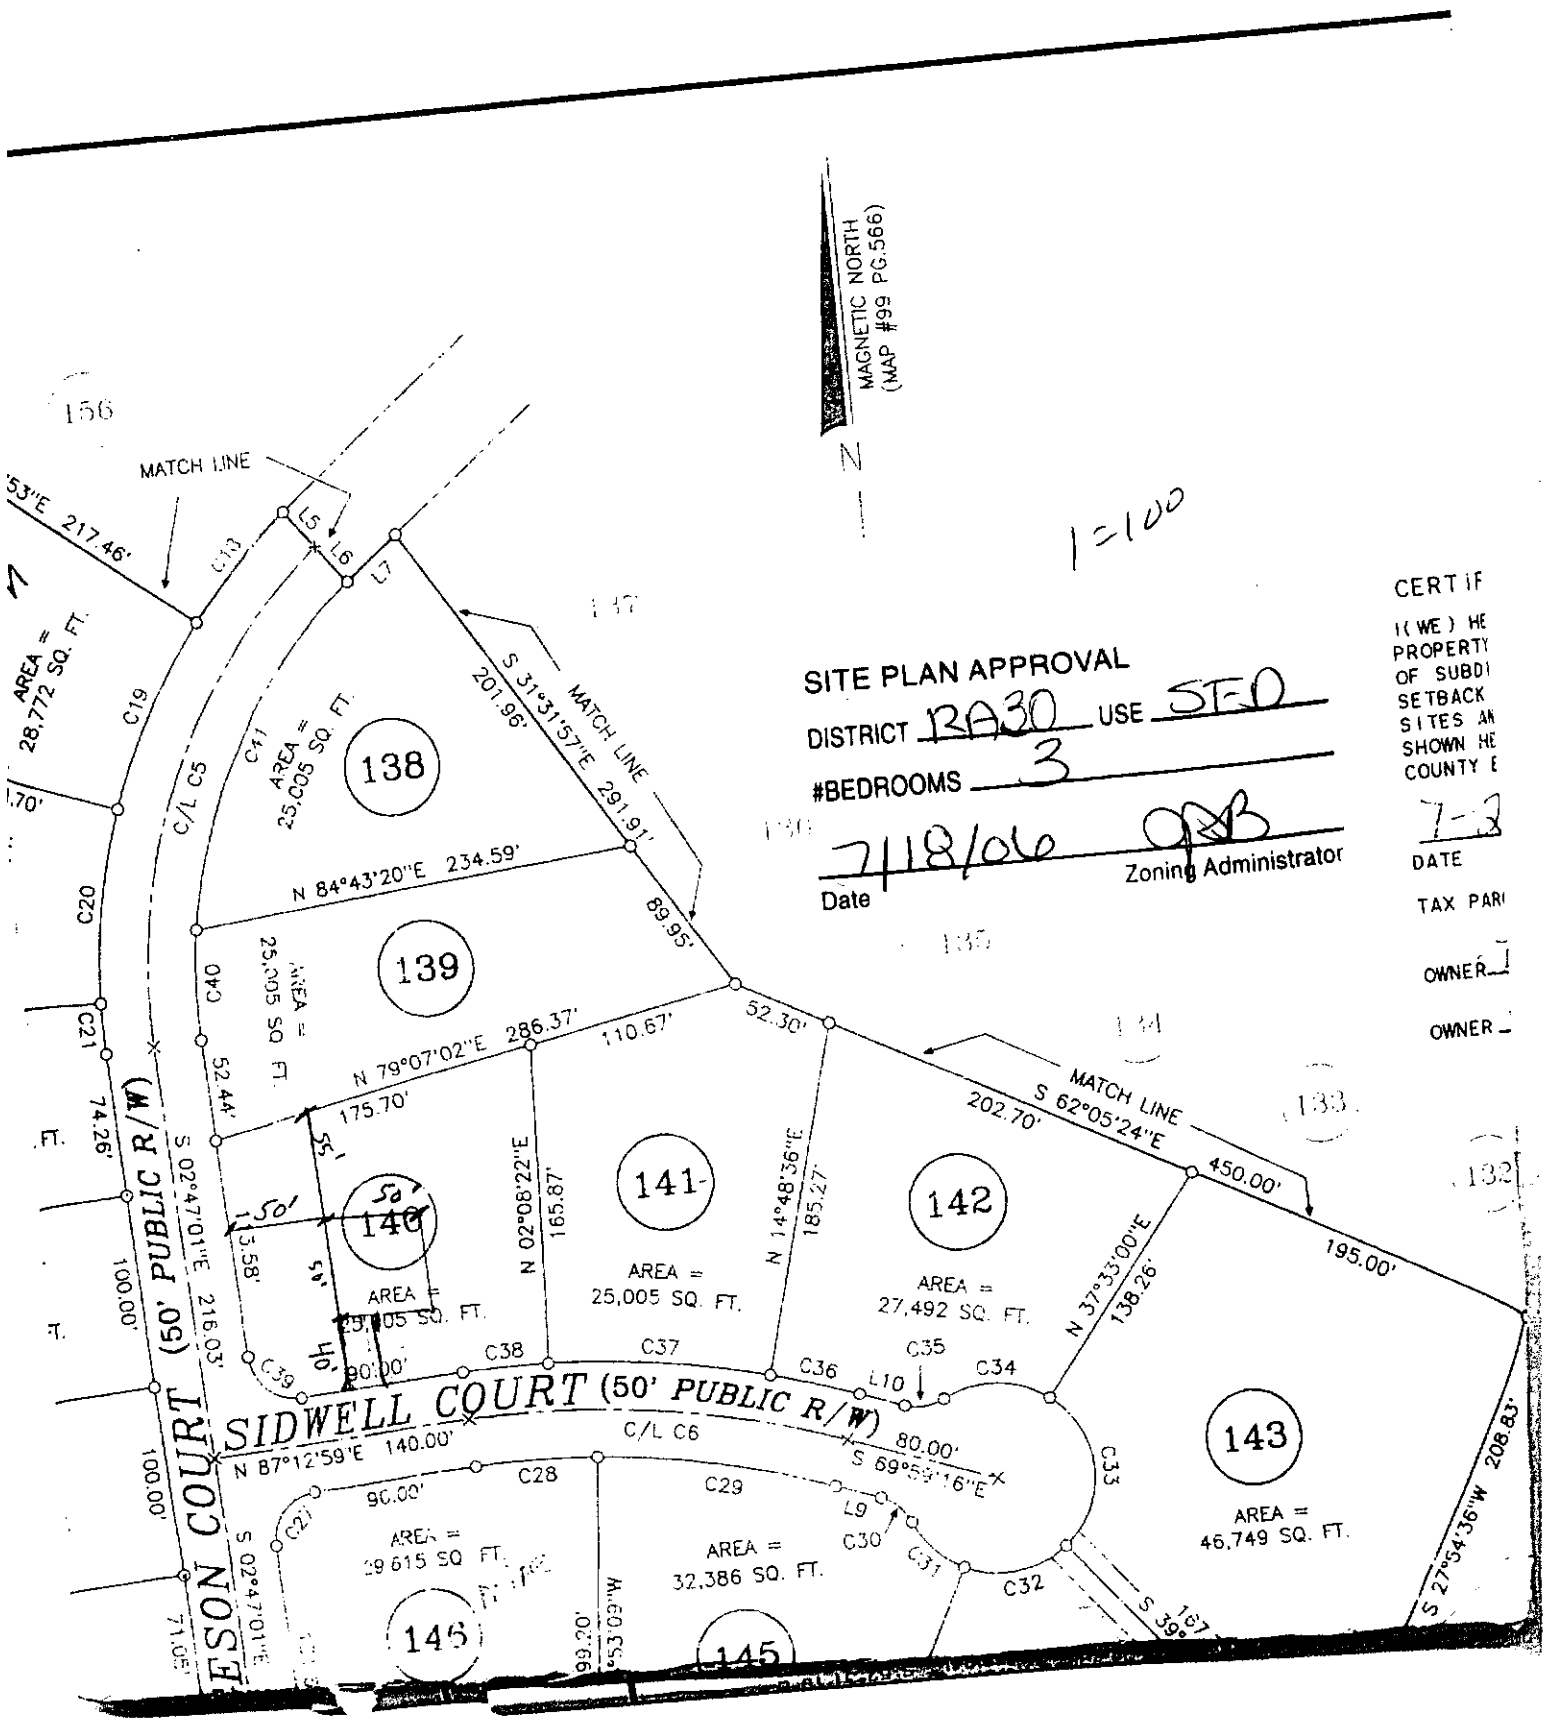 MAGNETIC NORTH
(MAP #99 PG.566)
N
156
MATCH LINE
53"E 217.46'
L5
L6
L7
C19
C41
C/L C5
AREA =
28,772 SQ. FT.
.70'
137
1=100
S 31°31'57"E 291.91'
201.96'
MATCH LINE
AREA =
25,005 SQ. FT.
138
SITE PLAN APPROVAL
DISTRICT RA30 USE SFD
#BEDROOMS 3
7/18/06
Date
Zoning Administrator
CERTIF
I(WE) HE
PROPERTY
OF SUBDI
SETBACK
SITES AN
SHOWN HE
COUNTY
DATE
TAX PAR
OWNER
OWNER
N 84°43'20"E 234.59'
89.95'
C20
C21
C40
52.44'
139
AREA =
25,005 SQ FT.
135
134
133
132
N 79°07'02"E 286.37'
175.70'
110.67'
52.30'
MATCH LINE
S 62°05'24"E 450.00'
202.70'
195.00'
FT.
74.26'
100.00'
100.00'
71.05'
S 02°47'01"E 216.03'
55'
50'
50'
140
40'
AREA =
SQ. FT.
90.00'
C39
C38
N 02°08'22"E
165.87'
141
AREA =
25,005 SQ. FT.
C37
N 14°48'36"E
185.27'
142
AREA =
27,492 SQ. FT.
C36
L10
C35
C34
N 37°33'00"E
138.26'
C33
143
AREA =
46,749 SQ. FT.
S 27°54'36"W 208.83'
ESON COURT (50' PUBLIC R/W)
SIDWELL COURT (50' PUBLIC R/W)
N 87°12'59"E 140.00'
C/L C6
80.00'
S 69°59'16"E
C27
90.00'
C28
C29
L9
C30
C31
C32
S 02°47'01"E
AREA =
SQ FT.
146
AREA =
32,386 SQ. FT.
145
167
S 39°